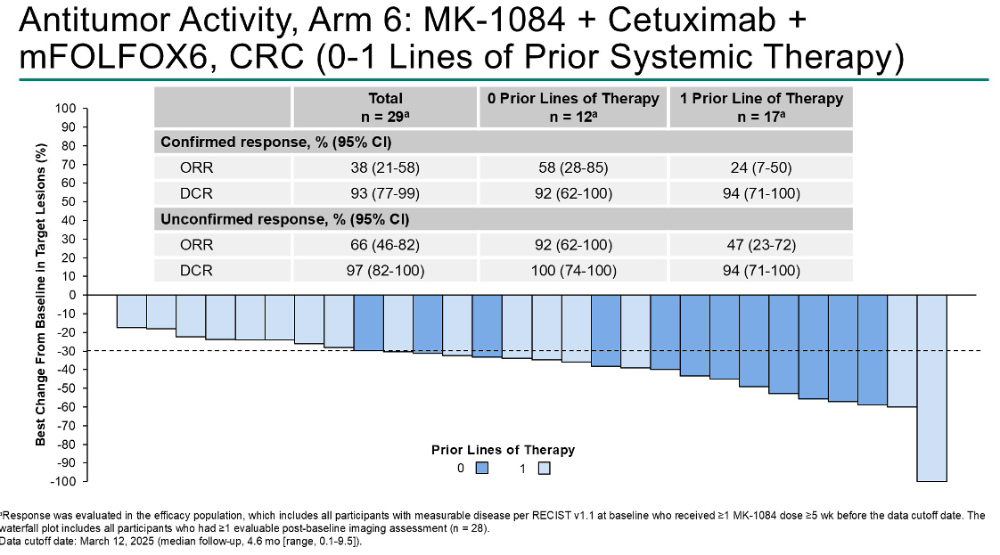 Antitumor Activity, Arm 6: MK-1084 + Cetuximab +
mFOLFOX6, CRC (0-1 Lines of Prior Systemic Therapy)
Total 0 Prior Lines of Therapy 1 Prior Line of Therapy
n = 29ᵃ n = 12ᵃ n = 17ᵃ
Confirmed response, % (95% CI)
ORR 38 (21-58) 58 (28-85) 24 (7-50)
DCR 93 (77-99) 92 (62-100) 94 (71-100)
Unconfirmed response, % (95% CI)
ORR 66 (46-82) 92 (62-100) 47 (23-72)
DCR 97 (82-100) 100 (74-100) 94 (71-100)
Best Change From Baseline in Target Lesions (%)
100
90
80
70
60
50
40
30
20
10
0
-10
-20
-30
-40
-50
-60
-70
-80
-90
-100
Prior Lines of Therapy
0 1
ᵃResponse was evaluated in the efficacy population, which includes all participants with measurable disease per RECIST v1.1 at baseline who received ≥1 MK-1084 dose ≥5 wk before the data cutoff date. The
waterfall plot includes all participants who had ≥1 evaluable post-baseline imaging assessment (n = 28).
Data cutoff date: March 12, 2025 (median follow-up, 4.6 mo [range, 0.1-9.5]).